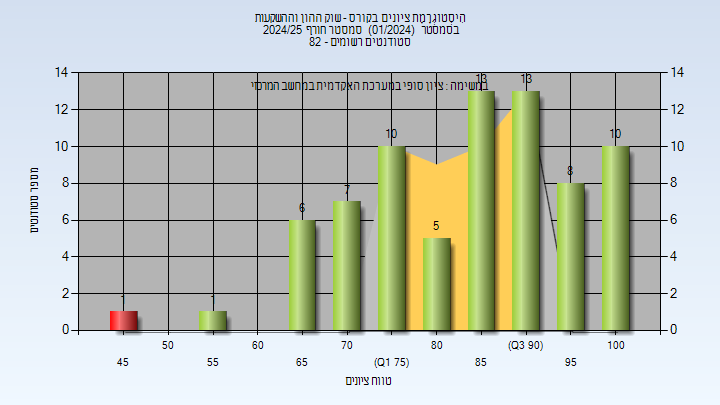 היסטוגרמת ציונים בקורס - שוק ההון וההשקעות
בסמסטר (01/2024) סמסטר חורף 2024/25
סטודנטים רשומים - 82
במשימה : ציון סופי במערכת האקדמית במחשב המרכזי
מספר סטודנטים
14 12 10 8 6 4 2 0
14 12 10 8 6 4 2 0
1 1 6 7 10 5 13 13 8 10
50 60 70 80 (Q3 90) 100
45 55 65 (Q1 75) 85 95
טווח ציונים